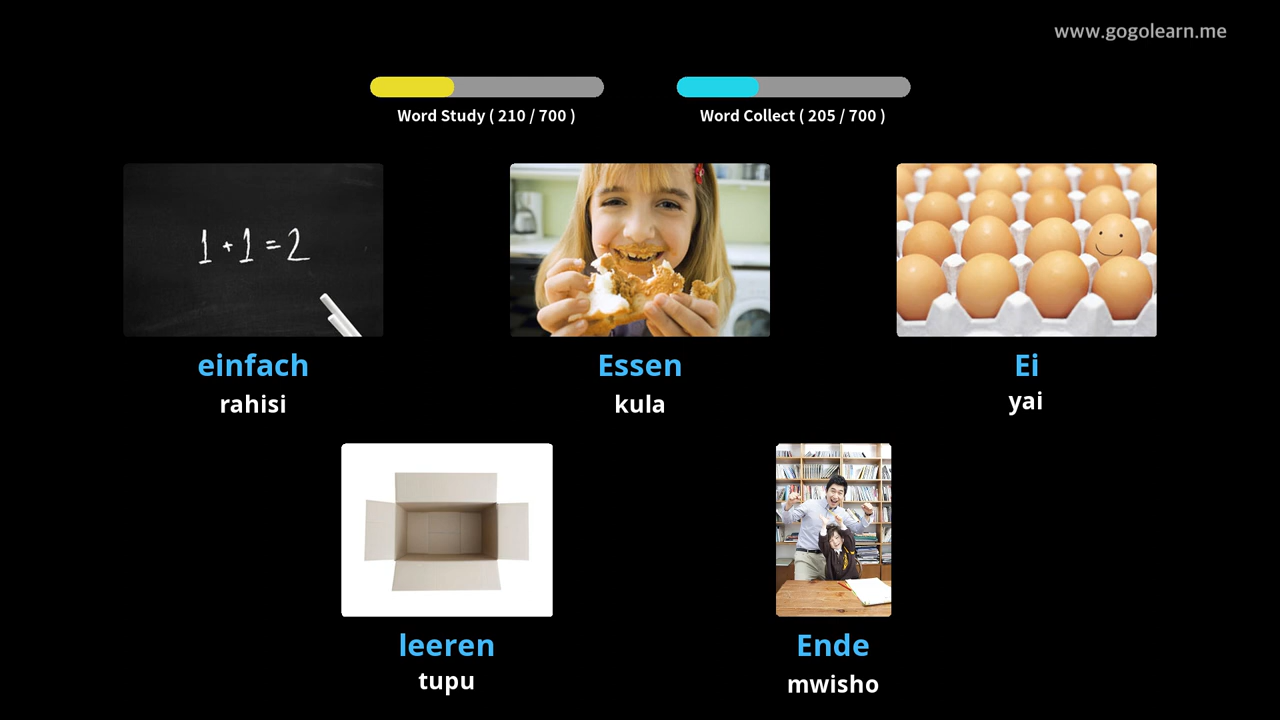 www.gogolearn.me
Word Study ( 210 / 700 )
Word Collect ( 205 / 700 )
1 + 1 = 2
einfach
rahisi
Essen
kula
Ei
yai
leeren
tupu
Ende
mwisho